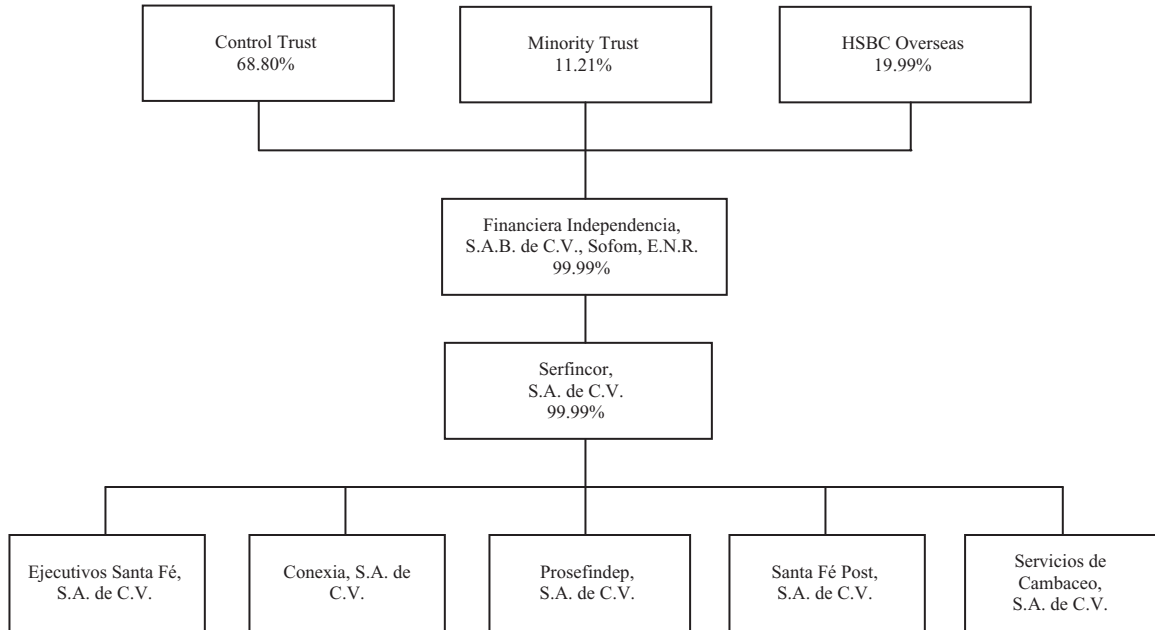 Control Trust
68.80%
Minority Trust
11.21%
HSBC Overseas
19.99%
Financiera Independencia,
S.A.B. de C.V., Sofom, E.N.R.
99.99%
Serfincor,
S.A. de C.V.
99.99%
Ejecutivos Santa Fé,
S.A. de C.V.
Conexia, S.A. de
C.V.
Prosefindep,
S.A. de C.V.
Santa Fé Post,
S.A. de C.V.
Servicios de
Cambaceo,
S.A. de C.V.